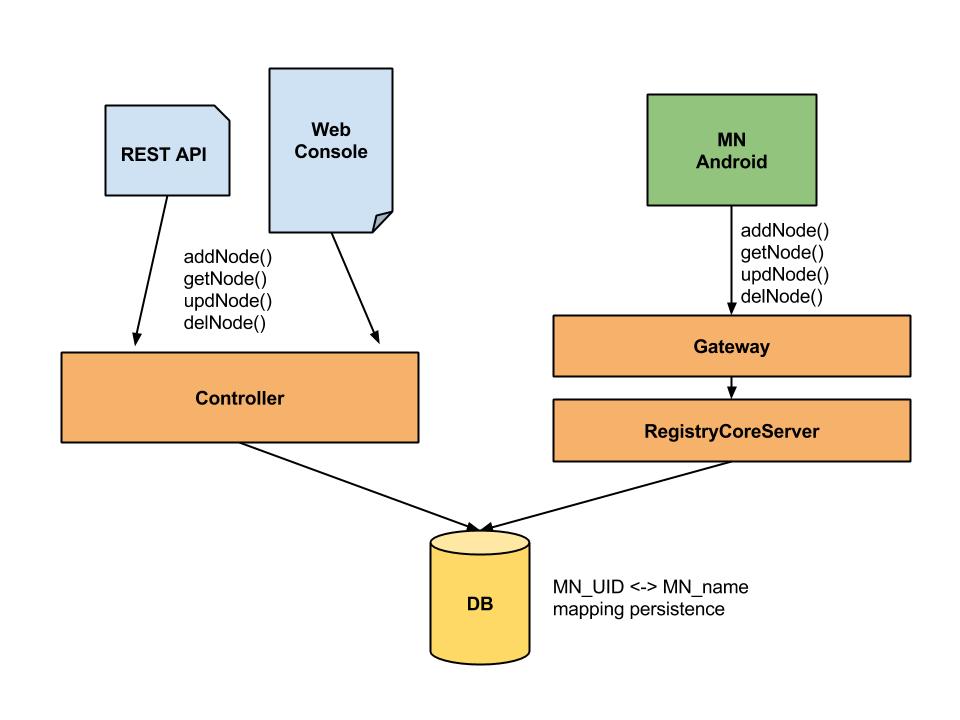 REST API
Web
Console
MN
Android
addNode()
getNode()
updNode()
delNode()
addNode()
getNode()
updNode()
delNode()
Controller
Gateway
RegistryCoreServer
DB
MN_UID <-> MN_name
mapping persistence